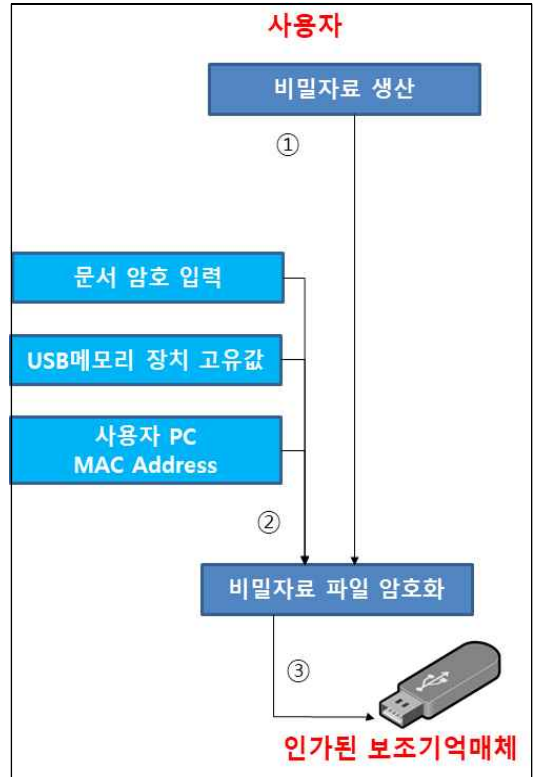 사용자
비밀자료 생산
①
문서 암호 입력
USB메모리 장치 고유값
사용자 PC
MAC Address
②
비밀자료 파일 암호화
③
인가된 보조기억매체